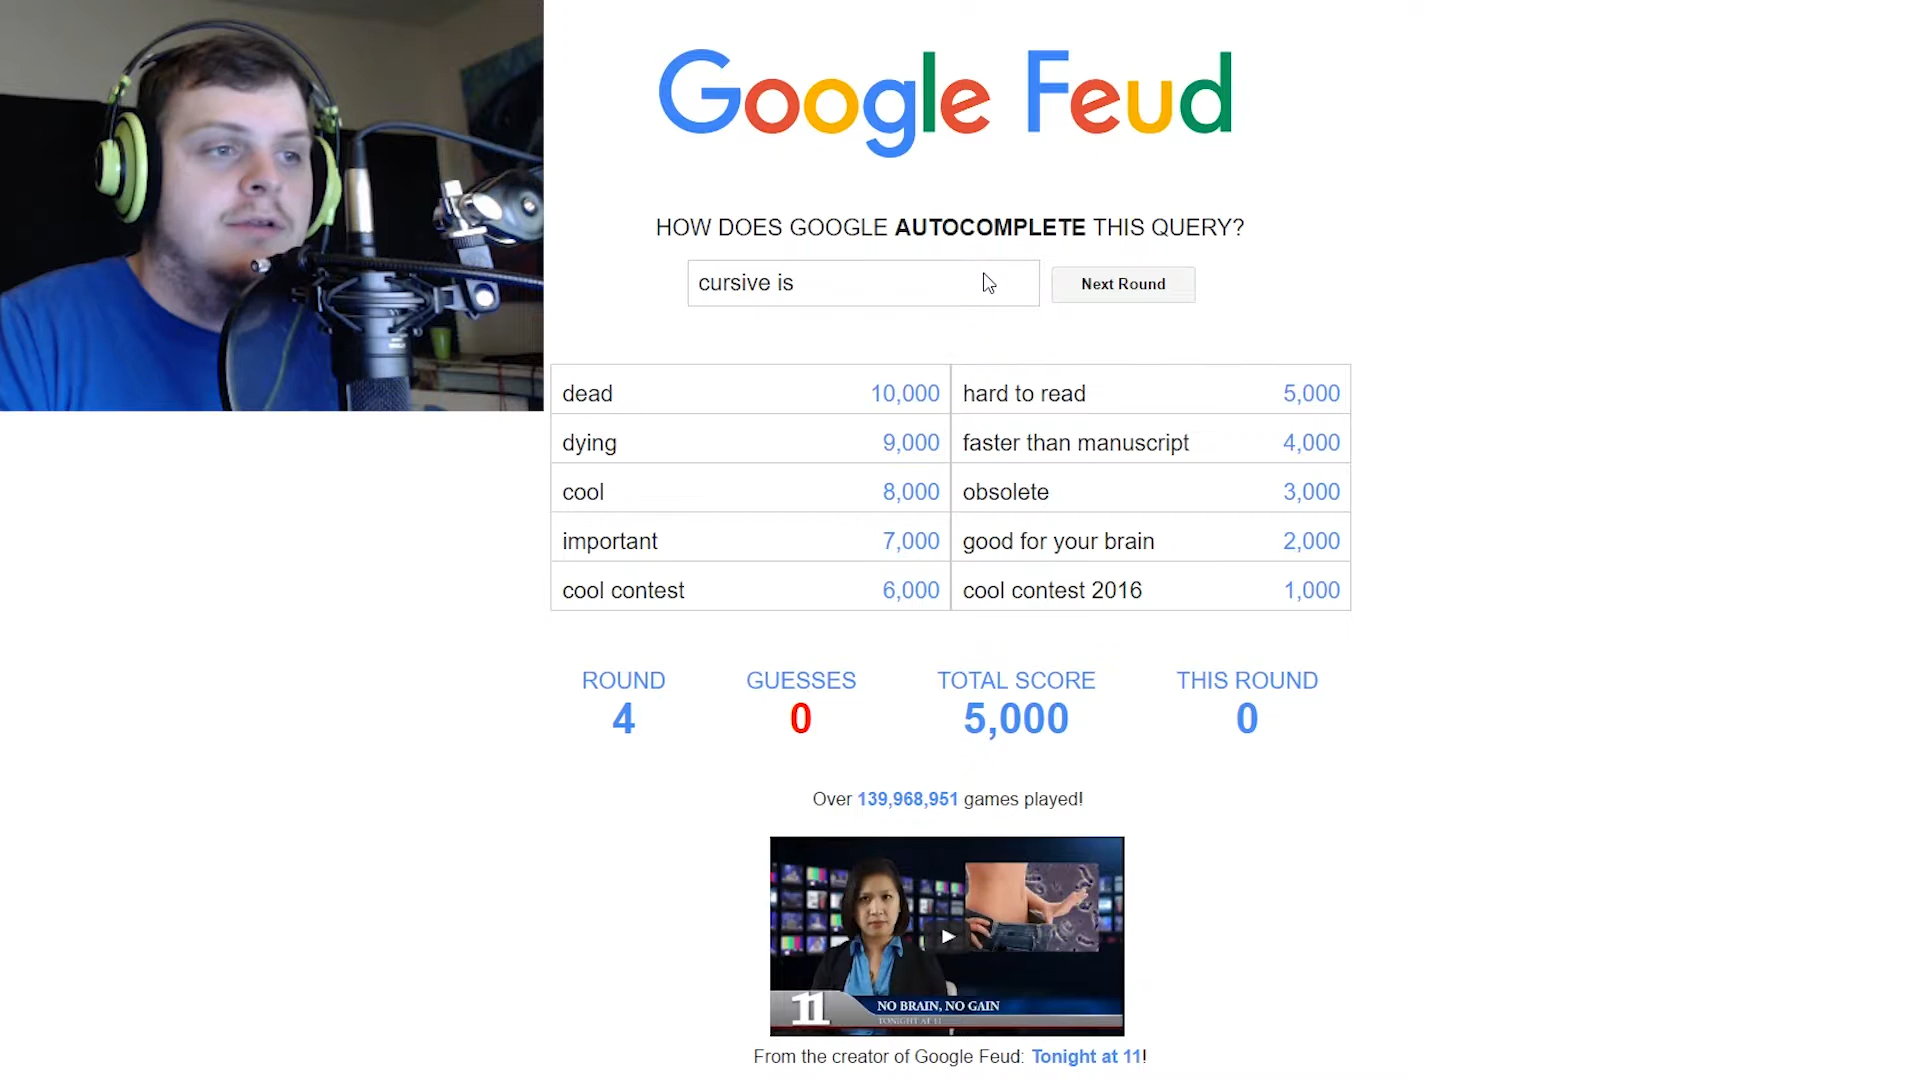 Google Feud
HOW DOES GOOGLE AUTOCOMPLETE THIS QUERY?
cursive is
Next Round
dead 10,000 hard to read 5,000
dying 9,000 faster than manuscript 4,000
cool 8,000 obsolete 3,000
important 7,000 good for your brain 2,000
cool contest 6,000 cool contest 2016 1,000
ROUND GUESSES TOTAL SCORE THIS ROUND
4 0 5,000 0
Over 139,968,951 games played!
11 NO BRAIN, NO GAIN
TONIGHT AT 11
From the creator of Google Feud: Tonight at 11!